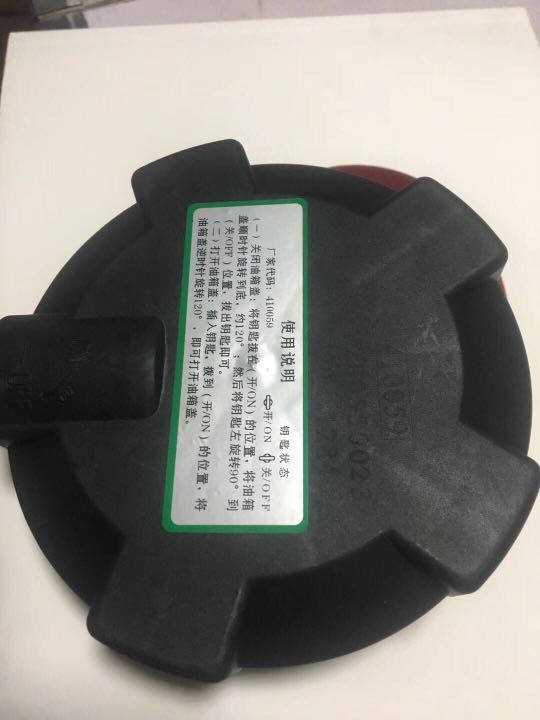 使用说明
钥匙状态
厂家代码：410059 开/ON 关/OFF
（一）关闭油箱盖：将钥匙拨在(开/ON)的位置，将油箱
盖顺时针旋转到底，约120°；然后将钥匙左旋转90°到
(关/OFF)位置，拔出钥匙即可。
（二）打开油箱盖：插入钥匙，拨到(开/ON)的位置，将
油箱盖逆时针旋转120°，即可打开油箱盖。